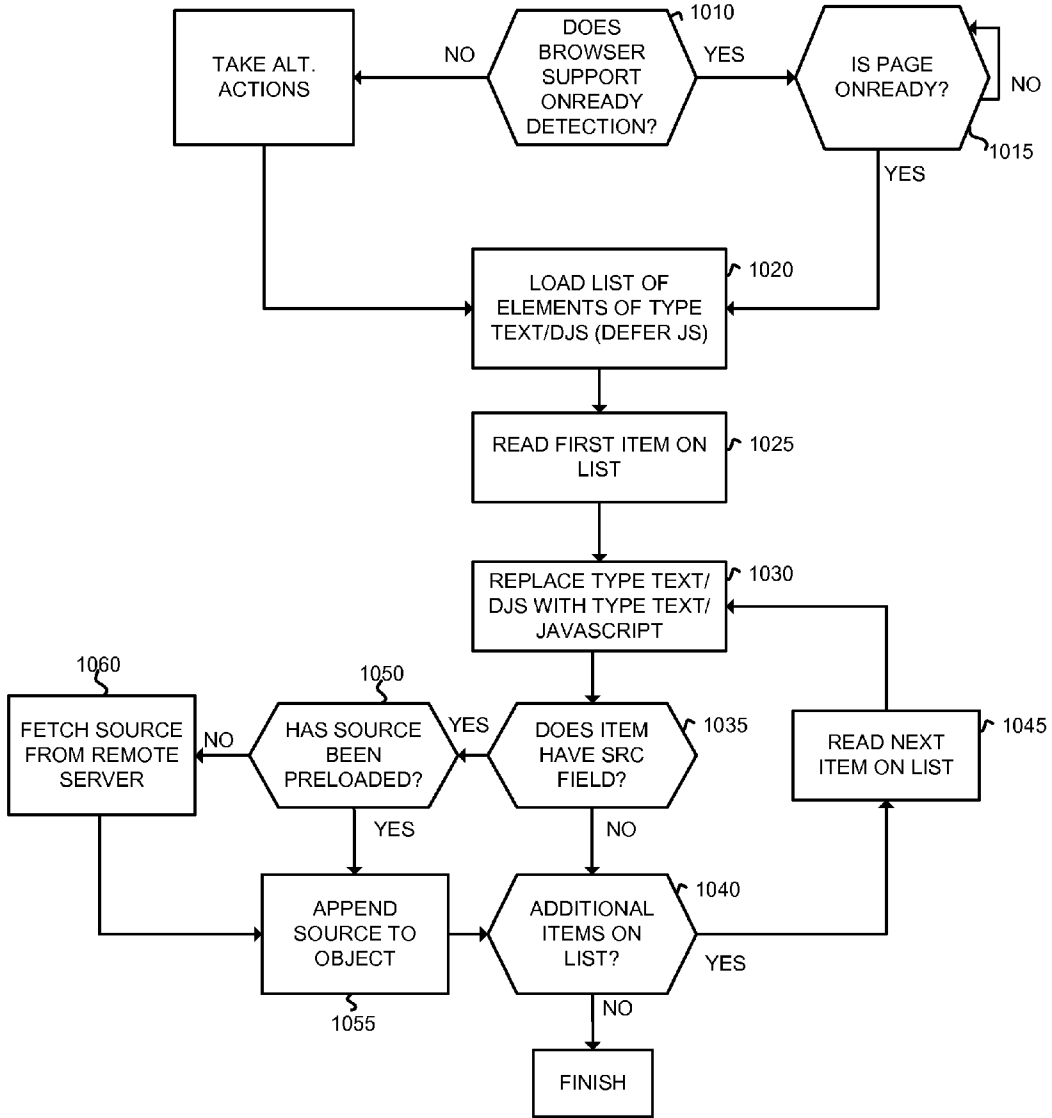 1010
DOES
BROWSER
SUPPORT
ONREADY
DETECTION?
NO
YES
TAKE ALT.
ACTIONS
IS PAGE
ONREADY?
NO
1015
YES
LOAD LIST OF
ELEMENTS OF TYPE
TEXT/DJS (DEFER JS)
1020
READ FIRST ITEM ON
LIST
1025
REPLACE TYPE TEXT/
DJS WITH TYPE TEXT/
JAVASCRIPT
1030
1060
FETCH SOURCE
FROM REMOTE
SERVER
NO
1050
HAS SOURCE
BEEN
PRELOADED?
YES
DOES ITEM
HAVE SRC
FIELD?
1035
READ NEXT
ITEM ON LIST
1045
YES
NO
APPEND
SOURCE TO
OBJECT
1055
ADDITIONAL
ITEMS ON
LIST?
1040
YES
NO
FINISH